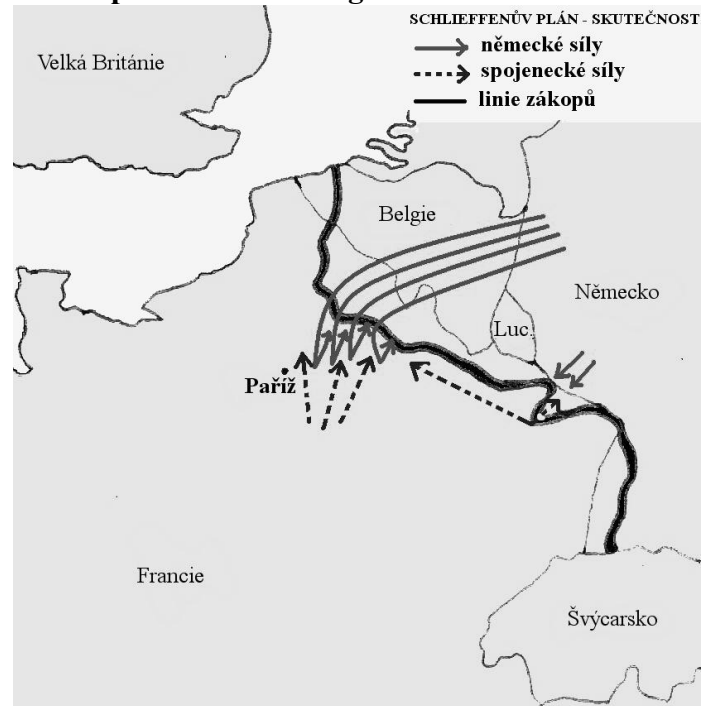 SCHLIEFFENŮV PLÁN - SKUTEČNOST
německé síly
spojenecké síly
linie zákopů
Velká Británie
Belgie
Německo
Luc.
Paříž
Francie
Švýcarsko